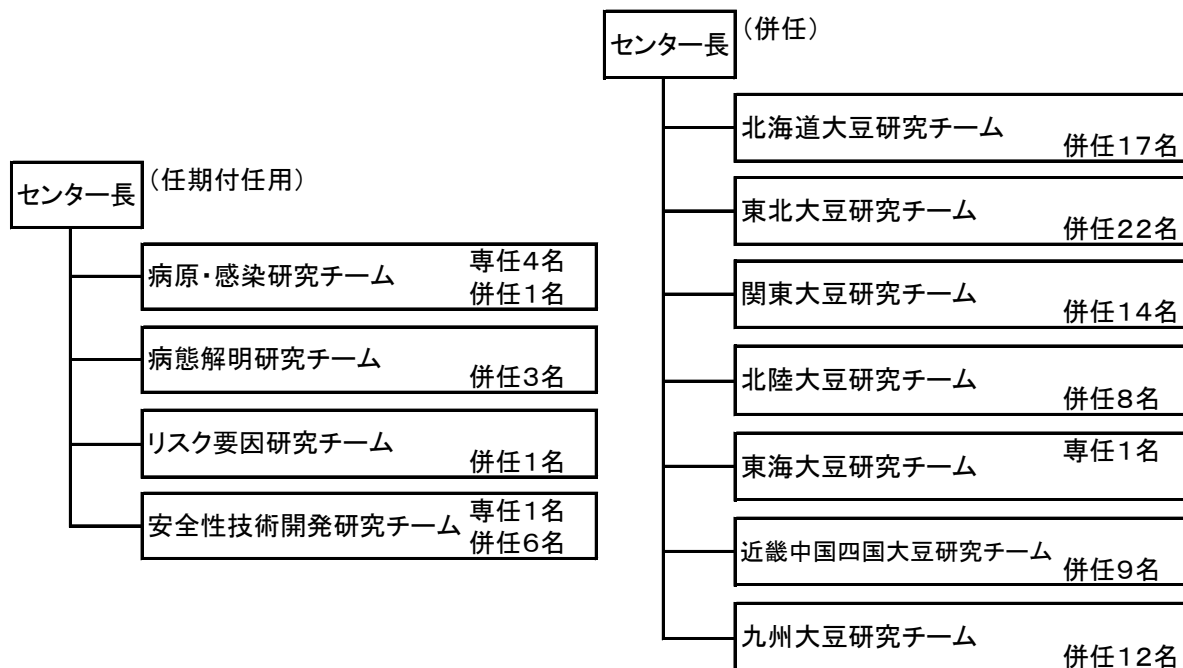 センター長
（任期付任用）
病原・感染研究チーム
専任4名
併任1名
病態解明研究チーム
併任3名
リスク要因研究チーム
併任1名
安全性技術開発研究チーム
専任1名
併任6名
センター長
（併任）
北海道大豆研究チーム
併任17名
東北大豆研究チーム
併任22名
関東大豆研究チーム
併任14名
北陸大豆研究チーム
併任8名
東海大豆研究チーム
専任1名
近畿中国四国大豆研究チーム
併任9名
九州大豆研究チーム
併任12名